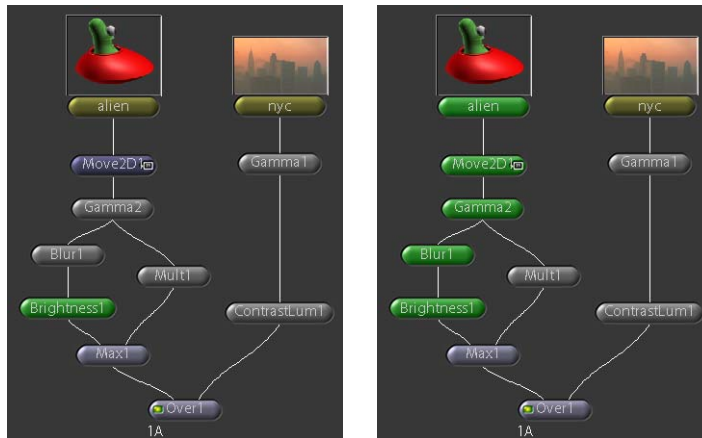 alien
nyc
Move2D1
Gamma1
Gamma2
Blur1
Mult1
Brightness1
ContrastLum1
Max1
Over1
1A
alien
nyc
Move2D1
Gamma1
Gamma2
Blur1
Mult1
Brightness1
ContrastLum1
Max1
Over1
1A